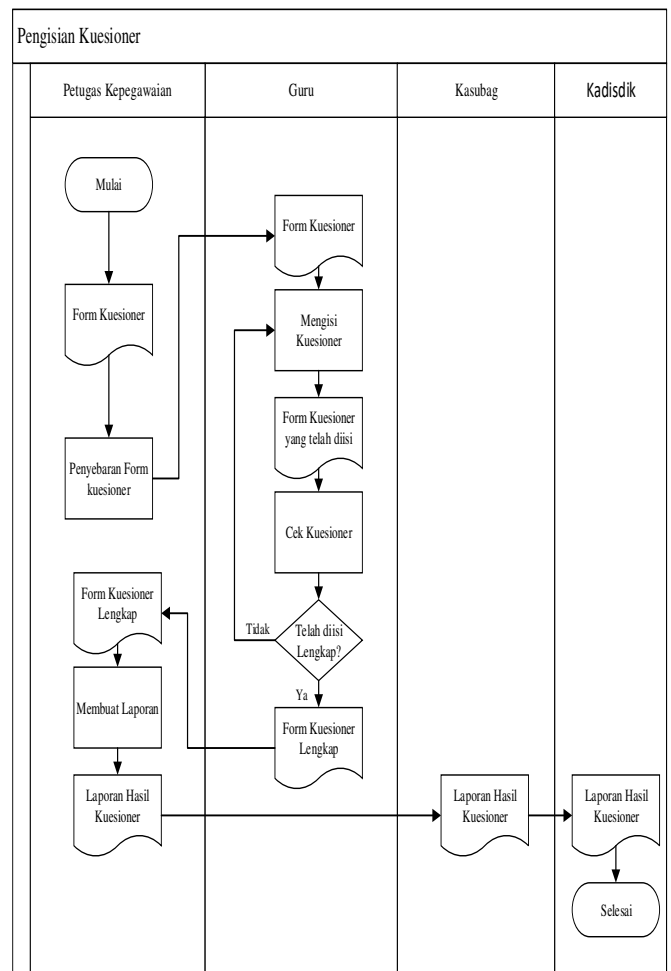 Pengisian Kuesioner
Petugas Kepegawaian
Guru
Kasubag
Kadisdik
Mulai
Form Kuesioner
Penyebaran Form
kuesioner
Form Kuesioner
Mengisi
Kuesioner
Form Kuesioner
yang telah diisi
Cek Kuesioner
Telah diisi
Lengkap?
Tidak
Ya
Form Kuesioner
Lengkap
Form Kuesioner
Lengkap
Membuat Laporan
Laporan Hasil
Kuesioner
Laporan Hasil
Kuesioner
Laporan Hasil
Kuesioner
Selesai